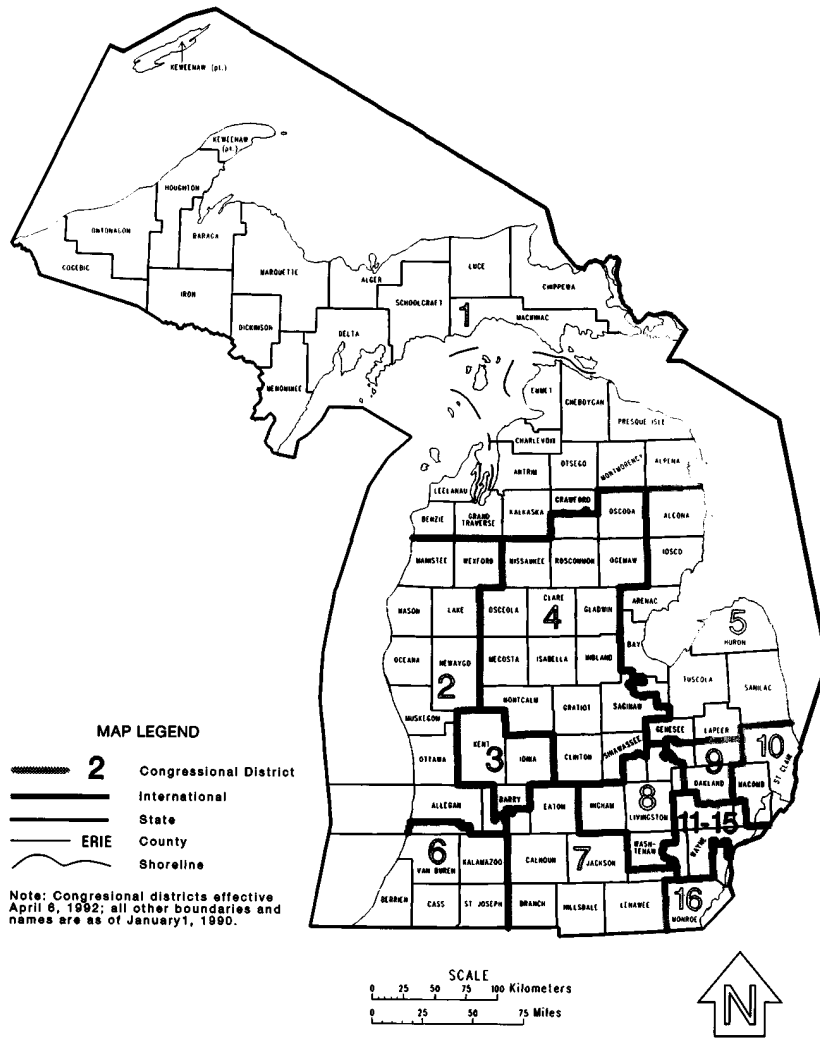 KEWEENAW (pt.)
KEWEENAW
(pt.)
HOUGHTON
ONTONAGON
BARAGA
GOGEBIC
MARQUETTE
ALGER
LUCE
CHIPPEWA
IRON
SCHOOLCRAFT
1
MACKINAC
DICKINSON
DELTA
MENOMINEE
EMMET
CHEBOYGAN
PRESQUE ISLE
CHARLEVOIX
ANTRIM
OTSEGO
MONTMORENCY
ALPENA
LEELANAU
BENZIE
GRAND
TRAVERSE
KALKASKA
CRAWFORD
OSCODA
ALCONA
MANISTEE
WEXFORD
MISSAUKEE
ROSCOMMON
OGEMAW
IOSCO
MASON
LAKE
OSCEOLA
CLARE
4
GLADWIN
ARENAC
5
HURON
BAY
OCEANA
NEWAYGO
2
MECOSTA
ISABELLA
MIDLAND
TUSCOLA
SANILAC
MUSKEGON
MONTCALM
GRATIOT
SAGINAW
GENESEE
LAPEER
10
ST CLAIR
OTTAWA
KENT
3
IONIA
CLINTON
SHIAWASSEE
9
OAKLAND
MACOMB
ALLEGAN
BARRY
EATON
INGHAM
8
LIVINGSTON
11-15
6
VAN BUREN
KALAMAZOO
CALHOUN
7
JACKSON
WASH-
TENAW
WAYNE
BERRIEN
CASS
ST JOSEPH
BRANCH
HILLSDALE
LENAWEE
16
MONROE
MAP LEGEND
2 Congressional District
International
State
ERIE County
Shoreline
Note: Congresional districts effective
April 6, 1992; all other boundaries and
names are as of January1, 1990.
SCALE
0 25 50 75 100 Kilometers
0 25 50 75 Miles
N